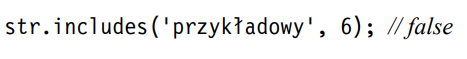 str.includes('przykładowy', 6); // false